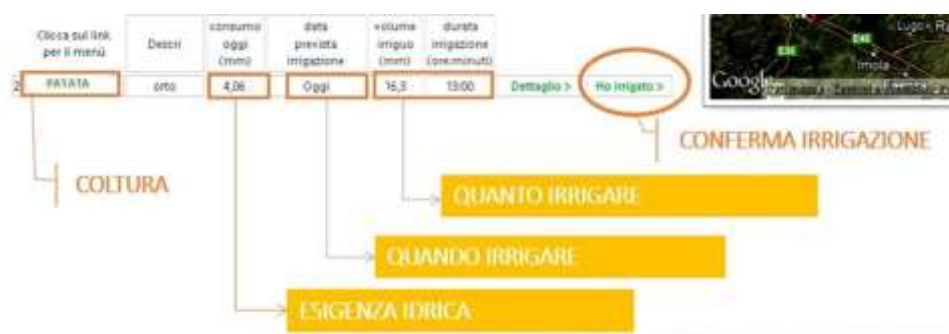 Clicca sul link
per il menù
Descri
consumo
oggi
(mm)
data
prevista
irrigazione
volume
irriguo
(mm)
durata
irrigazione
(ore:minuti)
2 PATATA orto 4,06 Oggi 16,3 13:00 Dettaglio > Ho irrigato >
Lugo
E45
Imola
Google
CONFERMA IRRIGAZIONE
COLTURA
QUANTO IRRIGARE
QUANDO IRRIGARE
ESIGENZA IDRICA